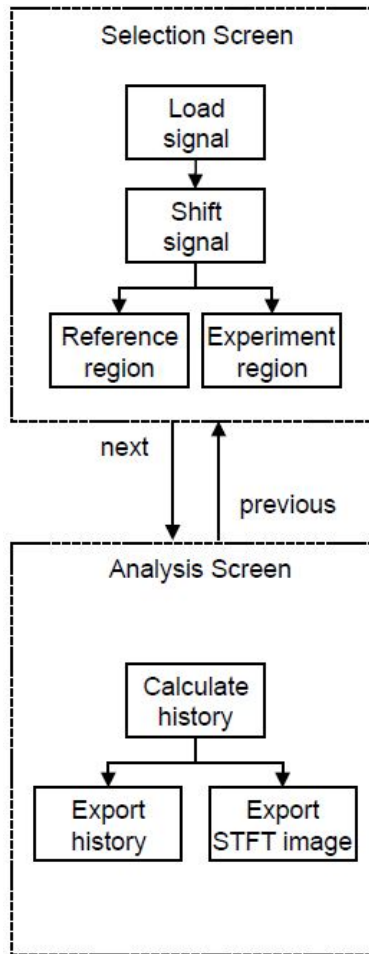 Selection Screen
Load
signal
Shift
signal
Reference
region
Experiment
region
next
previous
Analysis Screen
Calculate
history
Export
history
Export
STFT image